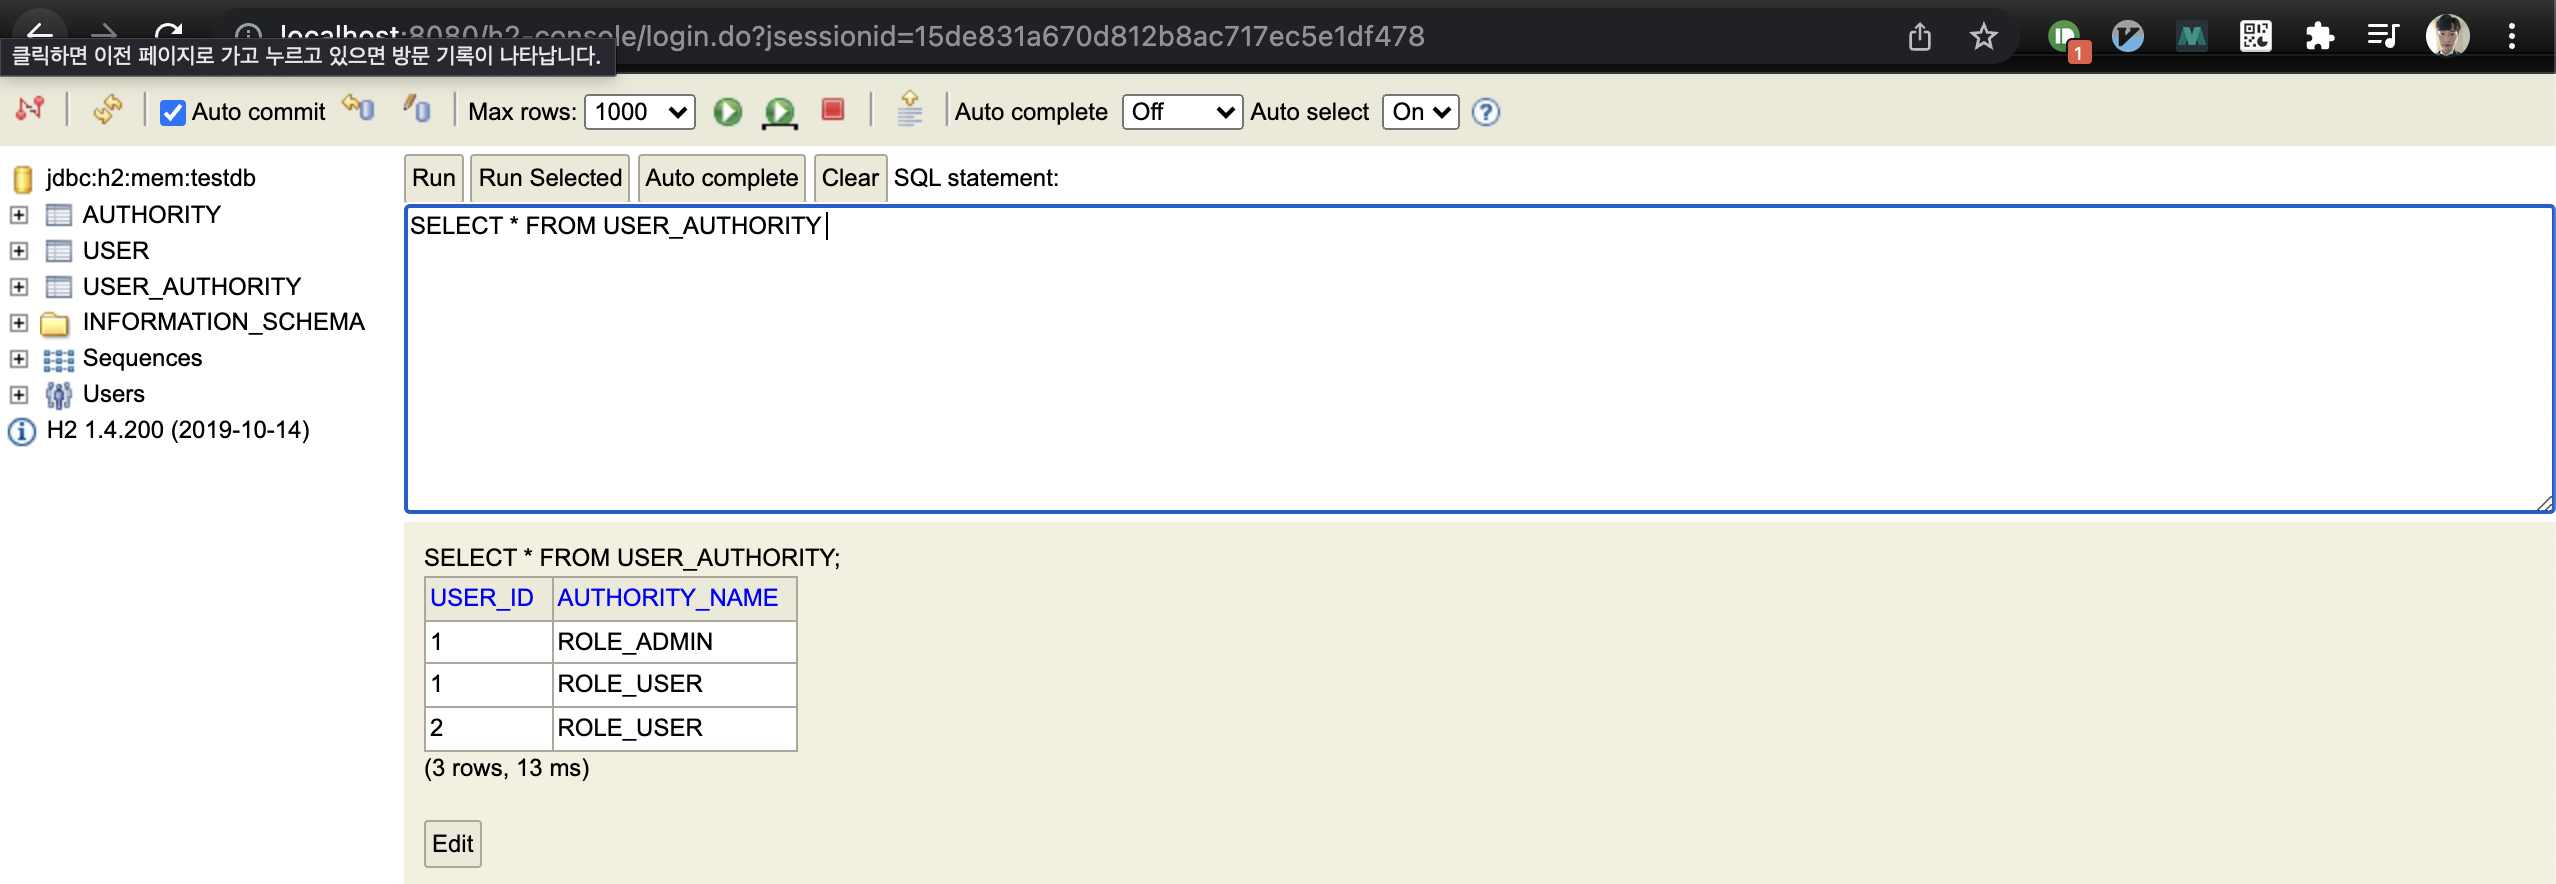 localhost:8080/h2-console/login.do?jsessionid=15de831a670d812b8ac717ec5e1df478
클릭하면 이전 페이지로 가고 누르고 있으면 방문 기록이 나타납니다.
1
Auto commit Max rows: 1000 Auto complete Off Auto select On
jdbc:h2:mem:testdb
AUTHORITY
USER
USER_AUTHORITY
INFORMATION_SCHEMA
Sequences
Users
H2 1.4.200 (2019-10-14)
Run Run Selected Auto complete Clear SQL statement:
SELECT * FROM USER_AUTHORITY
SELECT * FROM USER_AUTHORITY;
USER_ID AUTHORITY_NAME
1 ROLE_ADMIN
1 ROLE_USER
2 ROLE_USER
(3 rows, 13 ms)
Edit